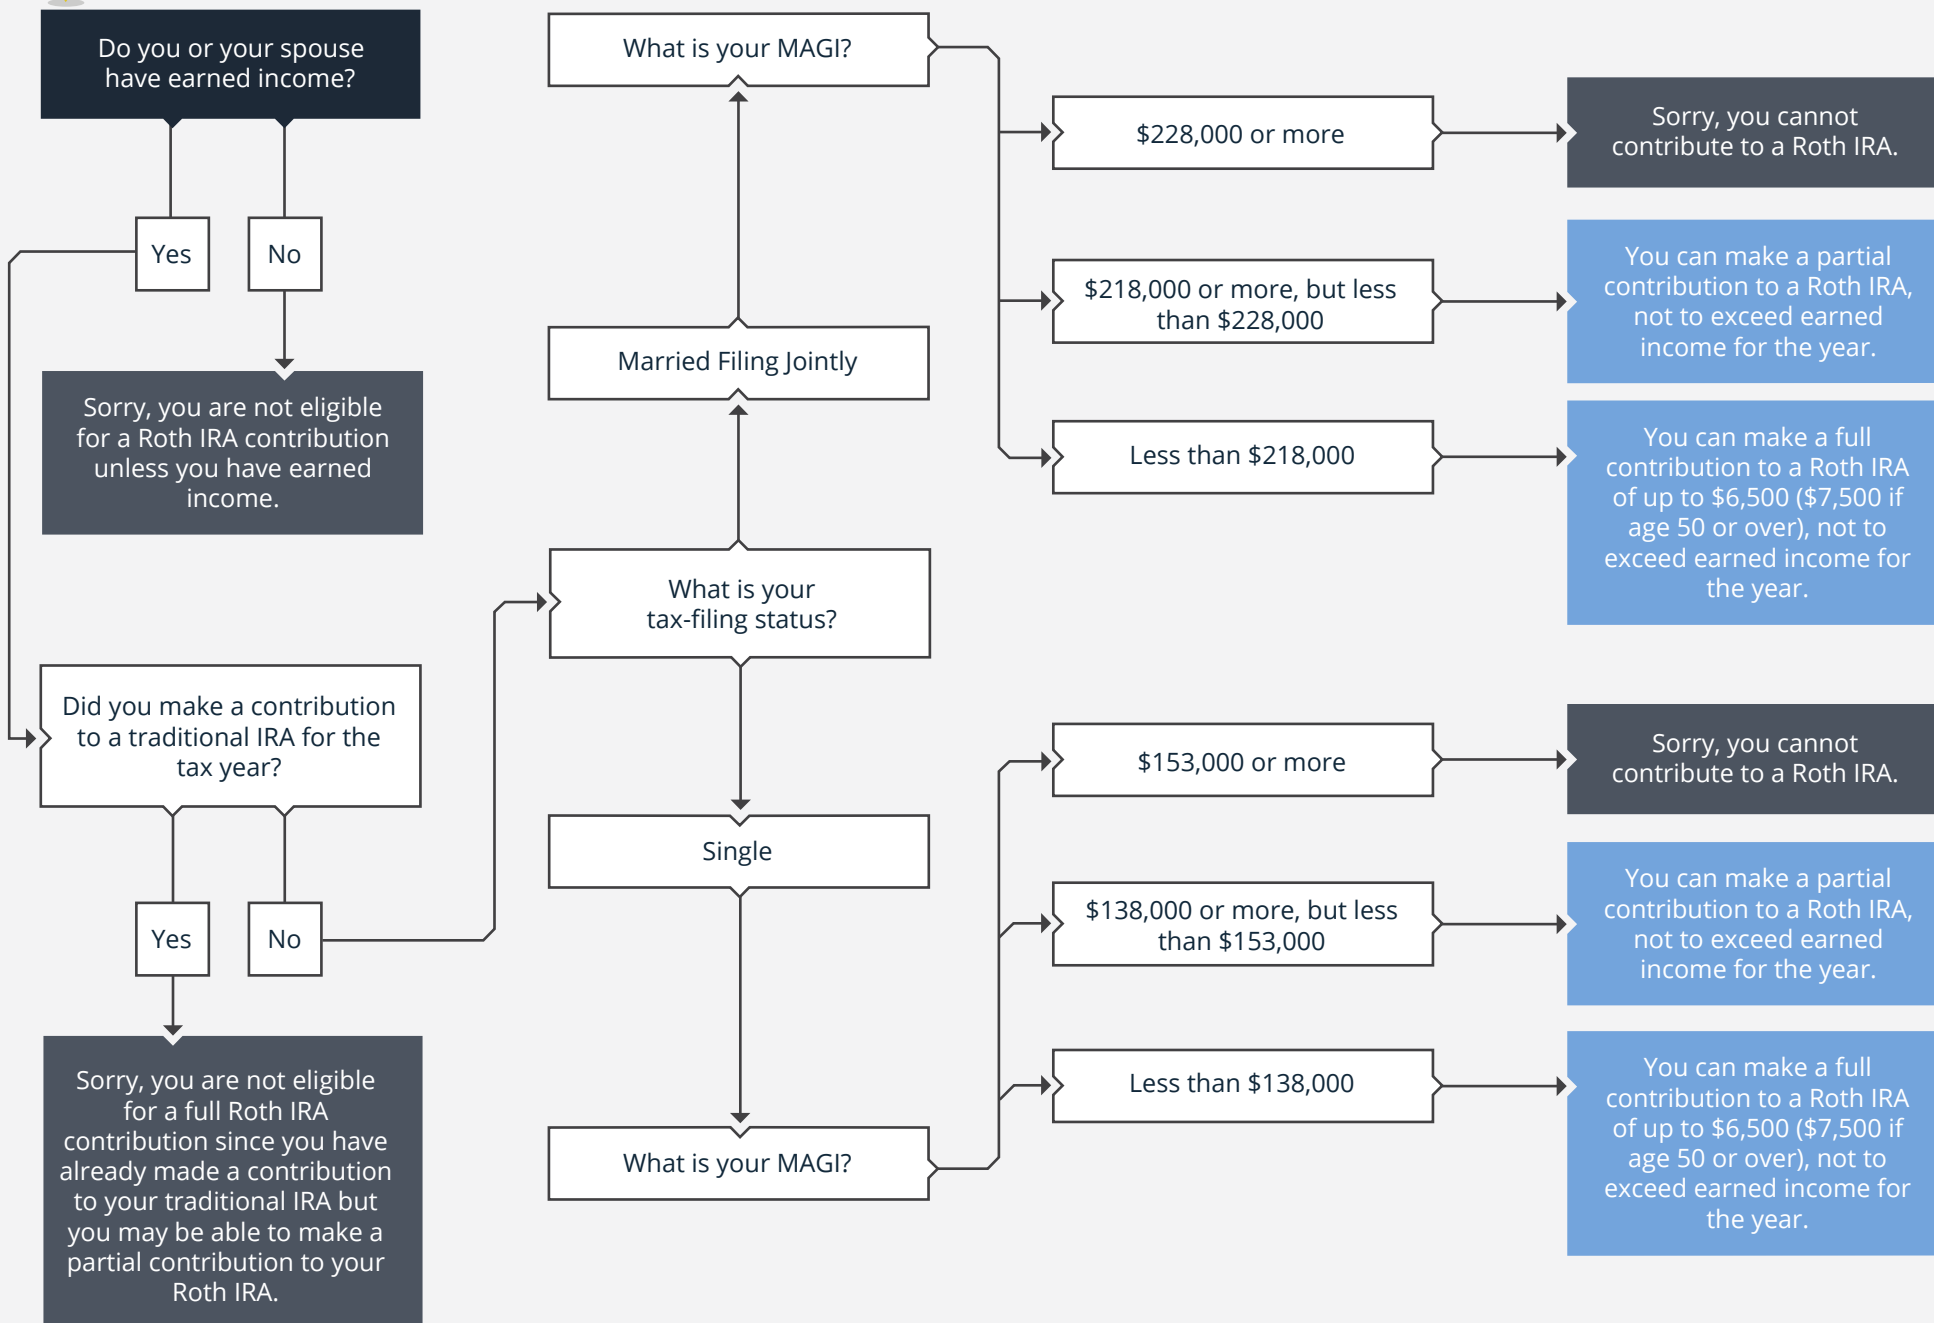 Do you or your spouse
have earned income?
Yes
No
Sorry, you are not eligible
for a Roth IRA contribution
unless you have earned
income.
Did you make a contribution
to a traditional IRA for the
tax year?
Yes
No
Sorry, you are not eligible
for a full Roth IRA
contribution since you have
already made a contribution
to your traditional IRA but
you may be able to make a
partial contribution to your
Roth IRA.
What is your MAGI?
Married Filing Jointly
What is your
tax-filing status?
Single
What is your MAGI?
$228,000 or more
$218,000 or more, but less
than $228,000
Less than $218,000
$153,000 or more
$138,000 or more, but less
than $153,000
Less than $138,000
Sorry, you cannot
contribute to a Roth IRA.
You can make a partial
contribution to a Roth IRA,
not to exceed earned
income for the year.
You can make a full
contribution to a Roth IRA
of up to $6,500 ($7,500 if
age 50 or over), not to
exceed earned income for
the year.
Sorry, you cannot
contribute to a Roth IRA.
You can make a partial
contribution to a Roth IRA,
not to exceed earned
income for the year.
You can make a full
contribution to a Roth IRA
of up to $6,500 ($7,500 if
age 50 or over), not to
exceed earned income for
the year.